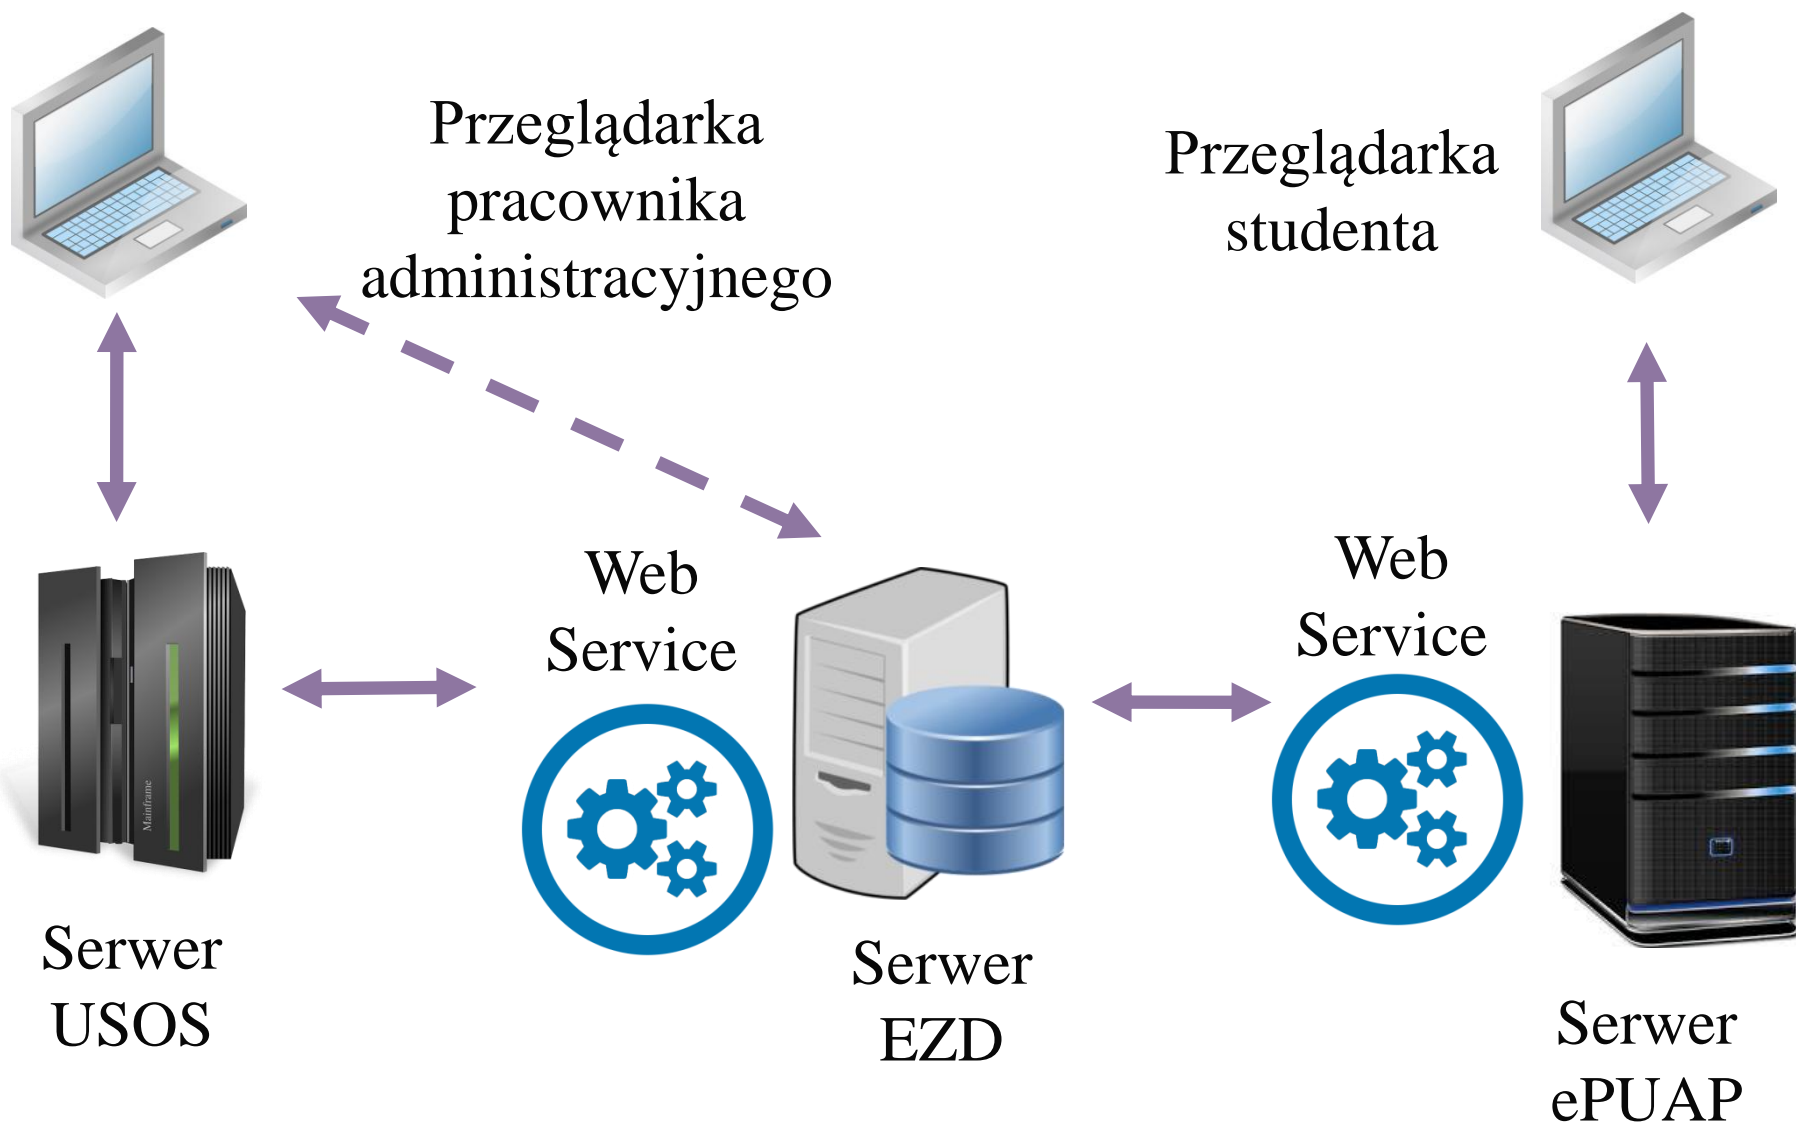 Przeglądarka
pracownika
administracyjnego
Przeglądarka
studenta
Web
Service
Web
Service
Mainframe
Serwer
USOS
Serwer
EZD
Serwer
ePUAP